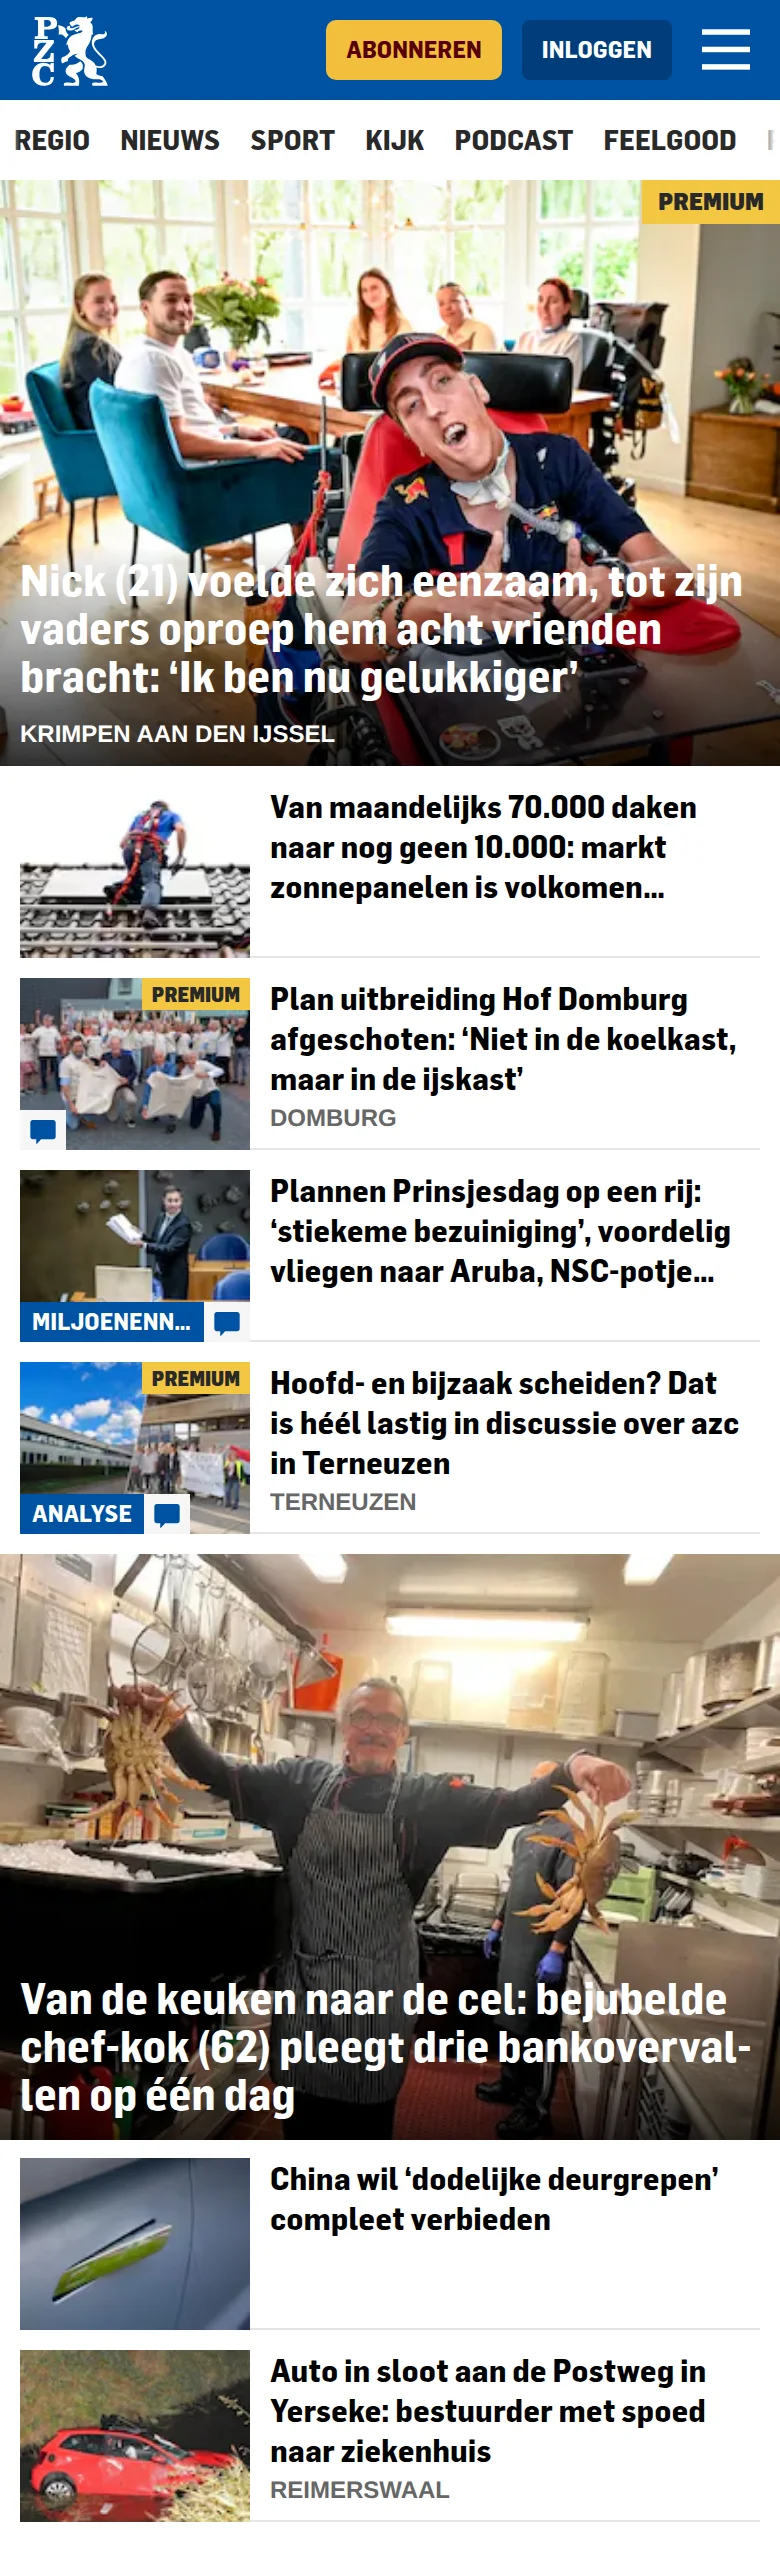 PZC
ABONNEREN
INLOGGEN
REGIO NIEUWS SPORT KIJK PODCAST FEELGOOD
PREMIUM
Nick (21) voelde zich eenzaam, tot zijn
vaders oproep hem acht vrienden
bracht: ‘Ik ben nu gelukkiger’
KRIMPEN AAN DEN IJSSEL
Van maandelijks 70.000 daken
naar nog geen 10.000: markt
zonnepanelen is volkomen...
PREMIUM
Plan uitbreiding Hof Domburg
afgeschoten: ‘Niet in de koelkast,
maar in de ijskast’
DOMBURG
Plannen Prinsjesdag op een rij:
‘stiekeme bezuiniging’, voordelig
vliegen naar Aruba, NSC-potje...
MILJOENENN...
PREMIUM
Hoofd- en bijzaak scheiden? Dat
is héél lastig in discussie over azc
in Terneuzen
TERNEUZEN
ANALYSE
Van de keuken naar de cel: bejubelde
chef-kok (62) pleegt drie bankoverval-
len op één dag
China wil ‘dodelijke deurgrepen’
compleet verbieden
Auto in sloot aan de Postweg in
Yerseke: bestuurder met spoed
naar ziekenhuis
REIMERSWAAL